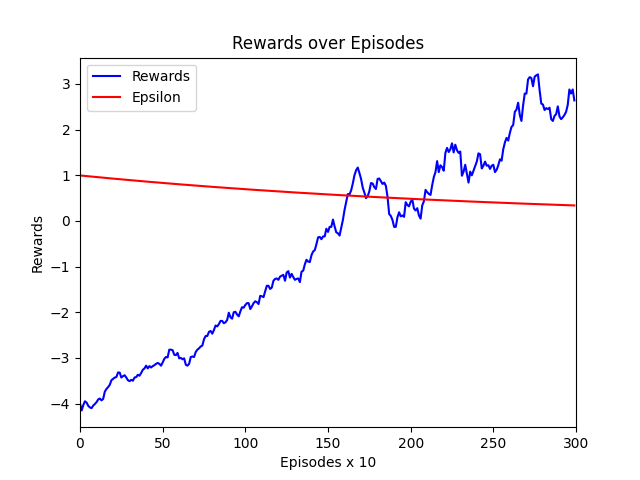 Rewards over Episodes
Rewards
Epsilon
3
2
1
0
−1
−2
−3
−4
Rewards
0 50 100 150 200 250 300
Episodes x 10